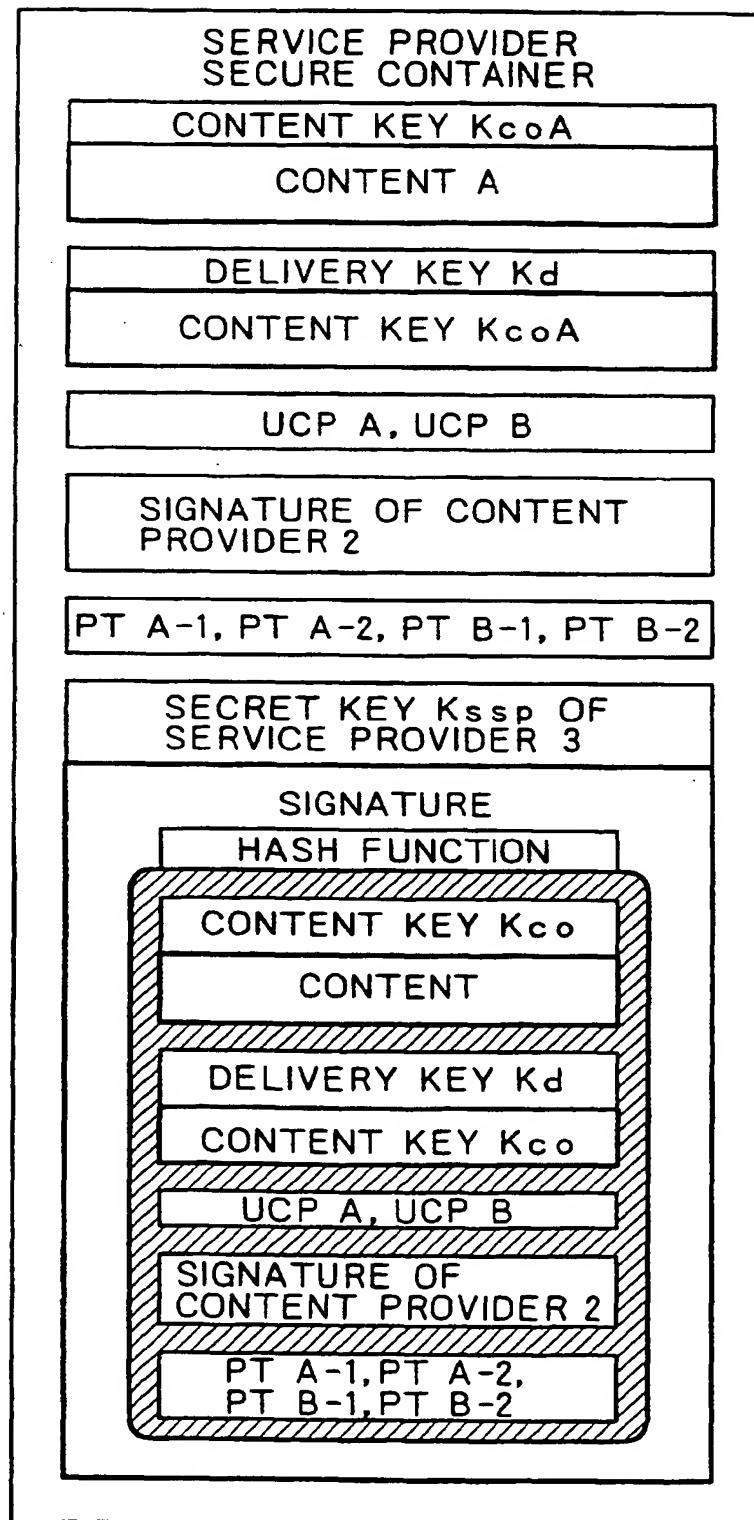 SERVICE PROVIDER
SECURE CONTAINER
CONTENT KEY KcoA
CONTENT A
DELIVERY KEY Kd
CONTENT KEY KcoA
UCP A, UCP B
SIGNATURE OF CONTENT
PROVIDER 2
PT A-1, PT A-2, PT B-1, PT B-2
SECRET KEY Kssp OF
SERVICE PROVIDER 3
SIGNATURE
HASH FUNCTION
CONTENT KEY Kco
CONTENT
DELIVERY KEY Kd
CONTENT KEY Kco
UCP A, UCP B
SIGNATURE OF
CONTENT PROVIDER 2
PT A-1, PT A-2,
PT B-1, PT B-2